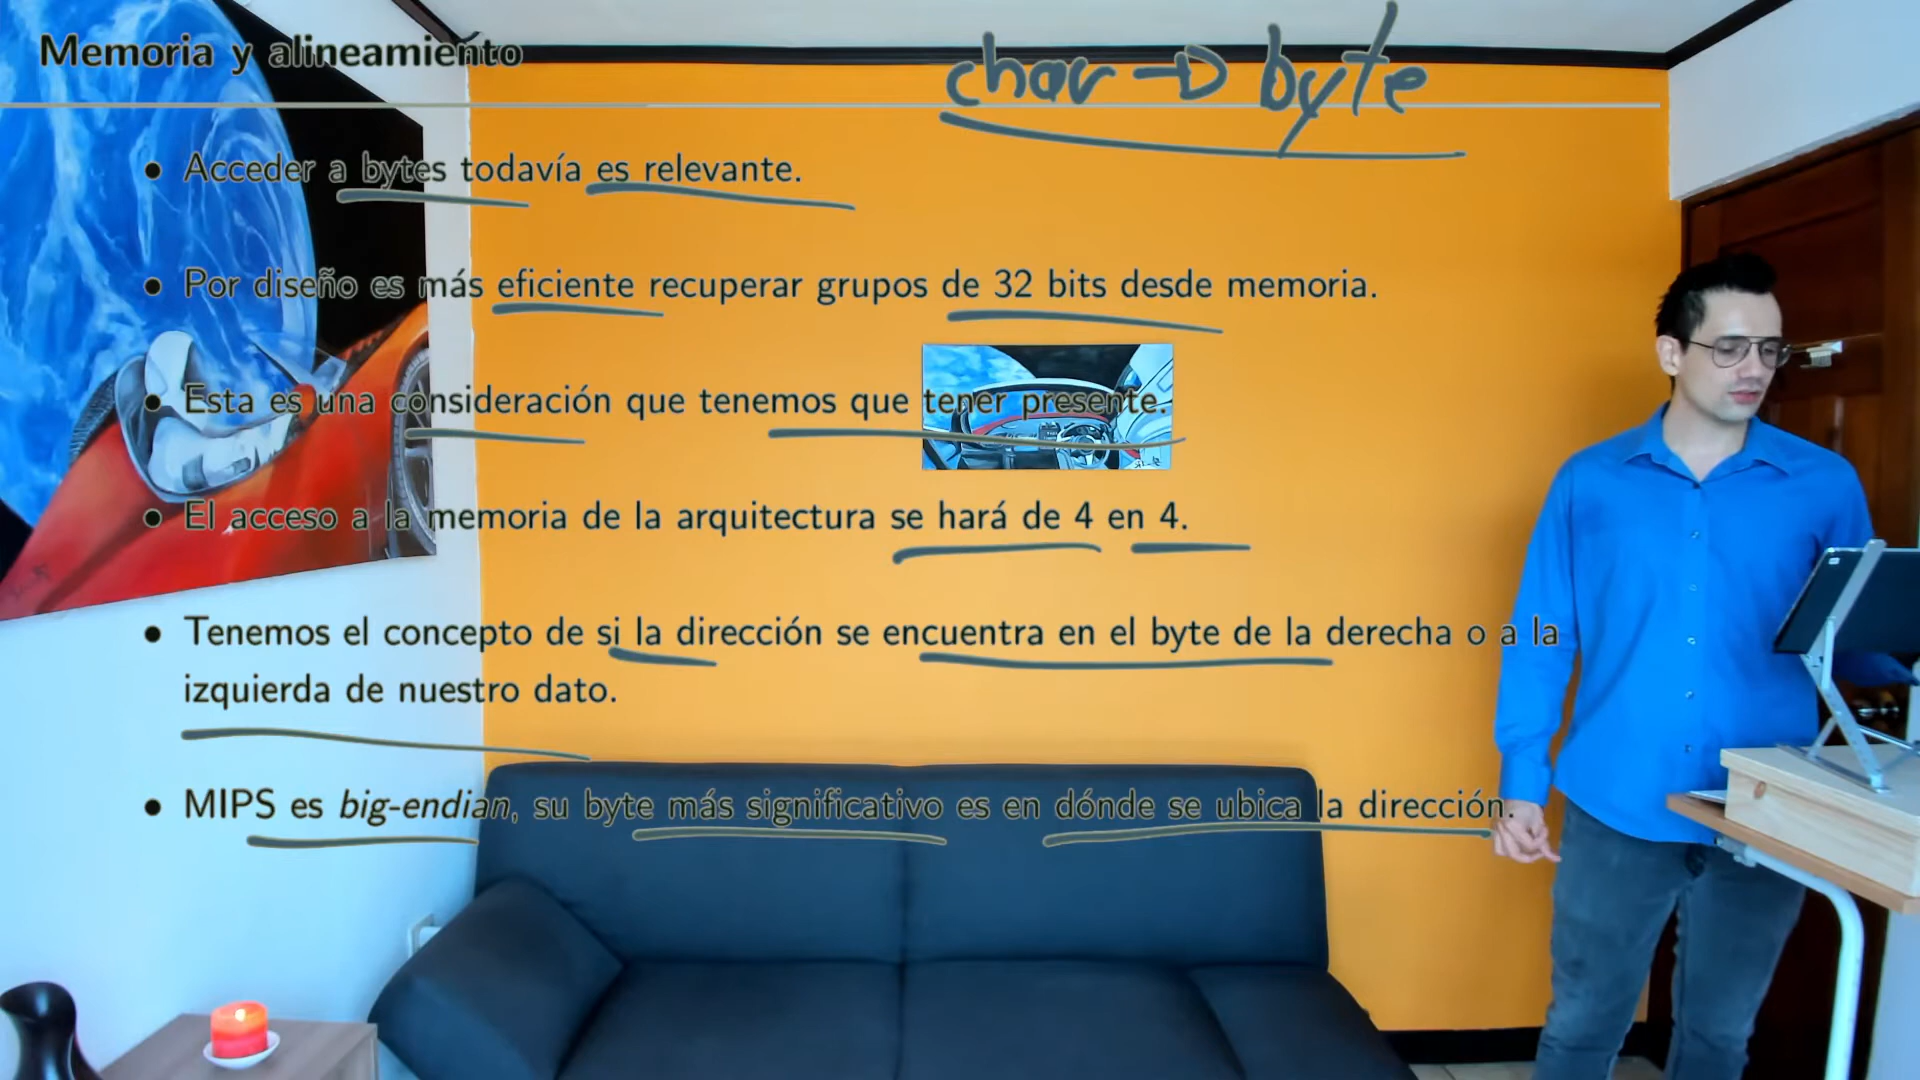 Memoria y alineamiento
char → byte
• Acceder a bytes todavía es relevante.
• Por diseño es más eficiente recuperar grupos de 32 bits desde memoria.
• Esta es una consideración que tenemos que tener presente.
• El acceso a la memoria de la arquitectura se hará de 4 en 4.
• Tenemos el concepto de si la dirección se encuentra en el byte de la derecha o a la
izquierda de nuestro dato.
• MIPS es big-endian, su byte más significativo es en dónde se ubica la dirección.